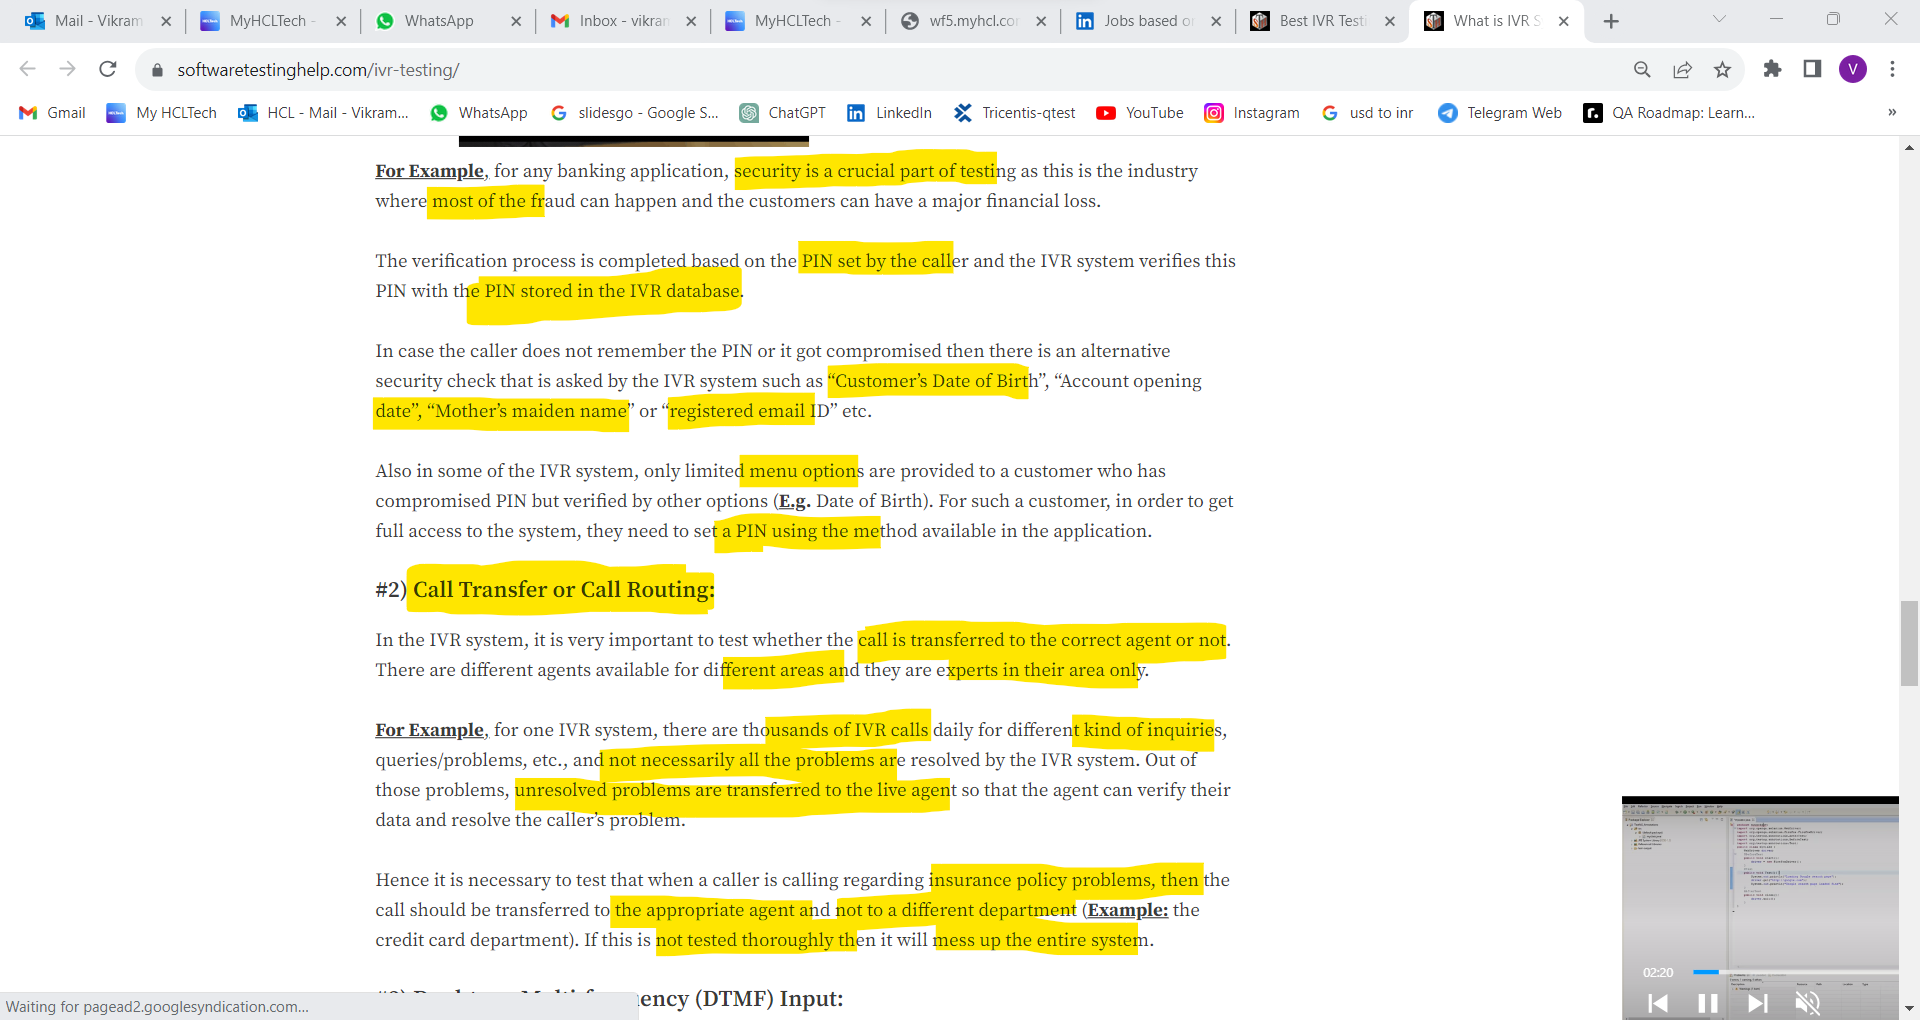 Mail - Vikram
MyHCLTech -
WhatsApp
Inbox - vikran
MyHCLTech -
wf5.myhcl.co
Jobs based o
Best IVR Testi
What is IVR S
softwaretestinghelp.com/ivr-testing/
V
Gmail
My HCLTech
HCL - Mail - Vikram...
WhatsApp
slidesgo - Google S...
ChatGPT
LinkedIn
Tricentis-qtest
YouTube
Instagram
usd to inr
Telegram Web
QA Roadmap: Learn...
»
For Example, for any banking application, security is a crucial part of testing as this is the industry
where most of the fraud can happen and the customers can have a major financial loss.
The verification process is completed based on the PIN set by the caller and the IVR system verifies this
PIN with the PIN stored in the IVR database.
In case the caller does not remember the PIN or it got compromised then there is an alternative
security check that is asked by the IVR system such as “Customer’s Date of Birth”, “Account opening
date”, “Mother’s maiden name” or “registered email ID” etc.
Also in some of the IVR system, only limited menu options are provided to a customer who has
compromised PIN but verified by other options (E.g. Date of Birth). For such a customer, in order to get
full access to the system, they need to set a PIN using the method available in the application.
#2) Call Transfer or Call Routing:
In the IVR system, it is very important to test whether the call is transferred to the correct agent or not.
There are different agents available for different areas and they are experts in their area only.
For Example, for one IVR system, there are thousands of IVR calls daily for different kind of inquiries,
queries/problems, etc., and not necessarily all the problems are resolved by the IVR system. Out of
those problems, unresolved problems are transferred to the live agent so that the agent can verify their
data and resolve the caller’s problem.
Hence it is necessary to test that when a caller is calling regarding insurance policy problems, then the
call should be transferred to the appropriate agent and not to a different department (Example: the
credit card department). If this is not tested thoroughly then it will mess up the entire system.
(DTMF) Input:
02:20
Waiting for pagead2.googlesyndication.com...